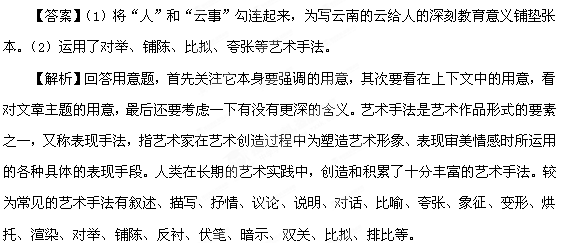 【答案】（1）将“人”和“云事”勾连起来，为写云南的云给人的深刻教育意义铺垫张
本。（2）运用了对举、铺陈、比拟、夸张等艺术手法。
【解析】回答用意题，首先关注它本身要强调的用意，其次要看在上下文中的用意，看
对文章主题的用意，最后还要考虑一下有没有更深的含义。艺术手法是艺术作品形式的要素
之一，又称表现手法，指艺术家在艺术创造过程中为塑造艺术形象、表现审美情感时所运用
的各种具体的表现手段。人类在长期的艺术实践中，创造和积累了十分丰富的艺术手法。较
为常见的艺术手法有叙述、描写、抒情、议论、说明、对话、比喻、夸张、象征、变形、烘
托、渲染、对举、铺陈、反衬、伏笔、暗示、双关、比拟、排比等。